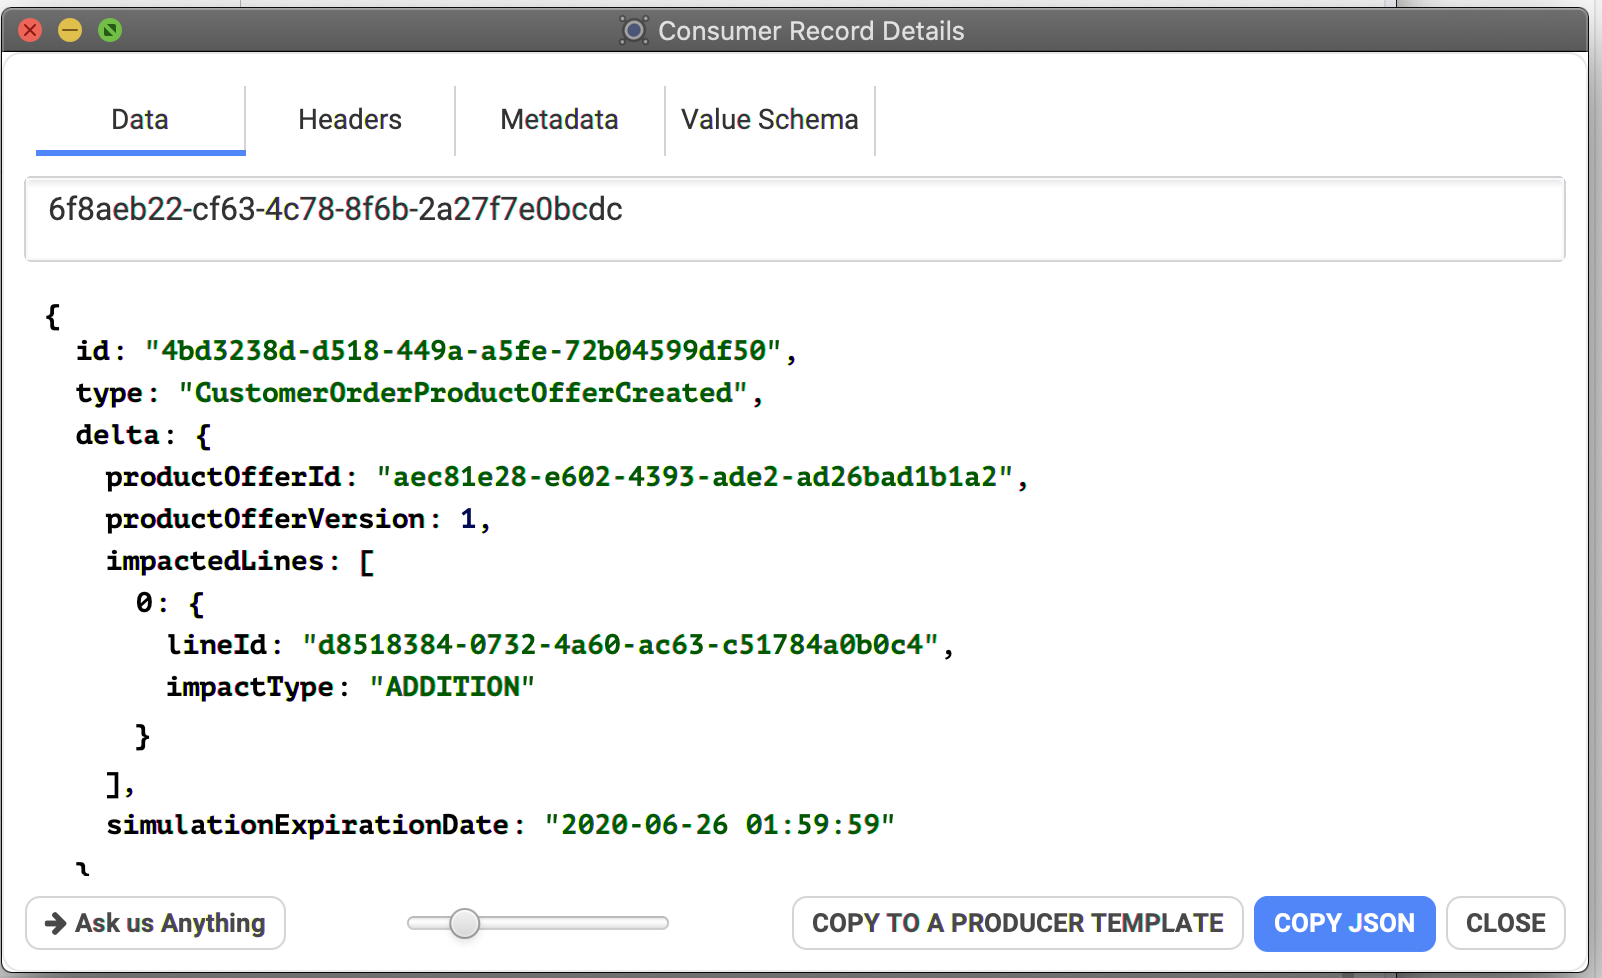 Consumer Record Details
Data Headers Metadata Value Schema
6f8aeb22-cf63-4c78-8f6b-2a27f7e0bcdc
{
id: "4bd3238d-d518-449a-a5fe-72b04599df50",
type: "CustomerOrderProductOfferCreated",
delta: {
productOfferId: "aec81e28-e602-4393-ade2-ad26bad1b1a2",
productOfferVersion: 1,
impactedLines: [
0: {
lineId: "d8518384-0732-4a60-ac63-c51784a0b0c4",
impactType: "ADDITION"
}
],
simulationExpirationDate: "2020-06-26 01:59:59"
}
Ask us Anything COPY TO A PRODUCER TEMPLATE COPY JSON CLOSE